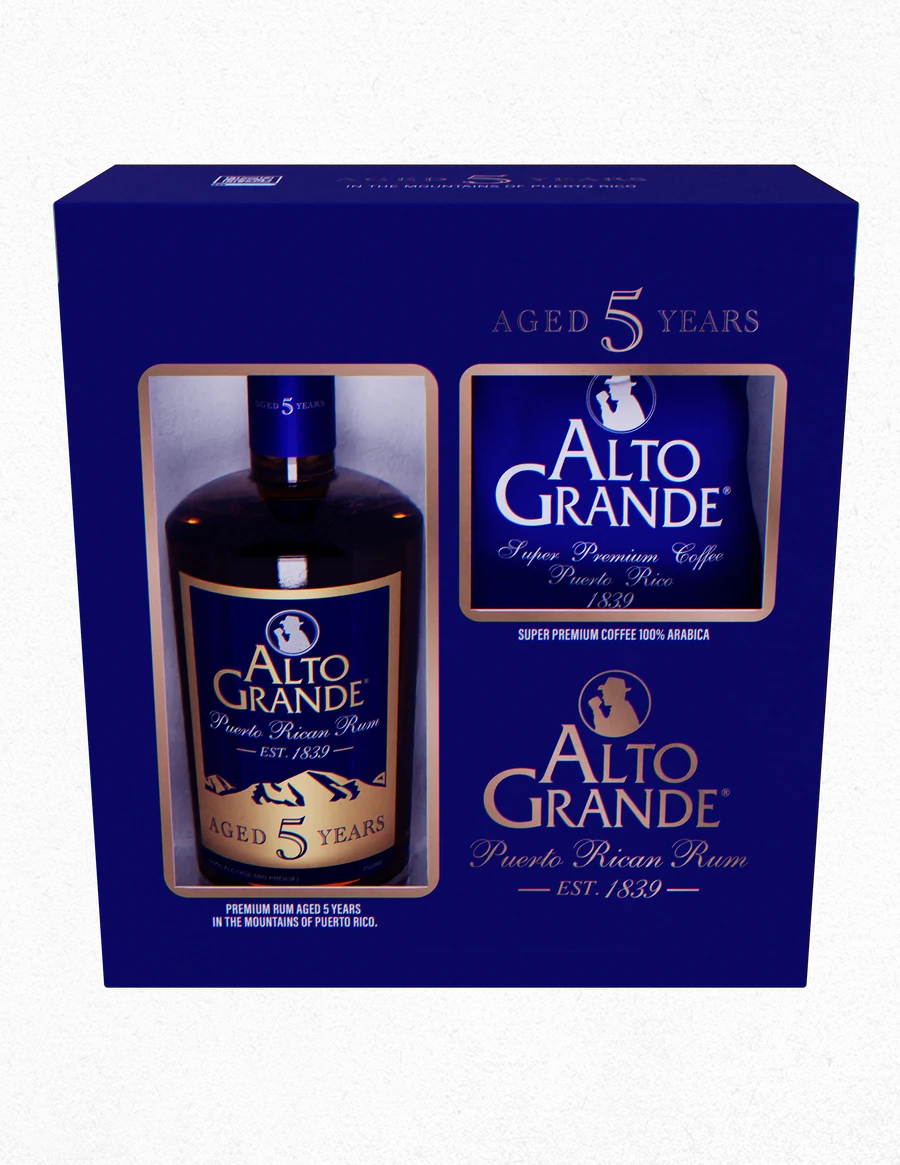 AGED 5 YEARS
IN THE MOUNTAINS OF PUERTO RICO
AGED 5 YEARS
AGED 5 YEARS
ALTO
GRANDE®
Puerto Rican Rum
EST. 1839
AGED 5 YEARS
PREMIUM RUM AGED 5 YEARS
IN THE MOUNTAINS OF PUERTO RICO.
ALTO
GRANDE®
Super Premium Coffee
Puerto Rico
1839
SUPER PREMIUM COFFEE 100% ARABICA
ALTO
GRANDE®
Puerto Rican Rum
EST. 1839